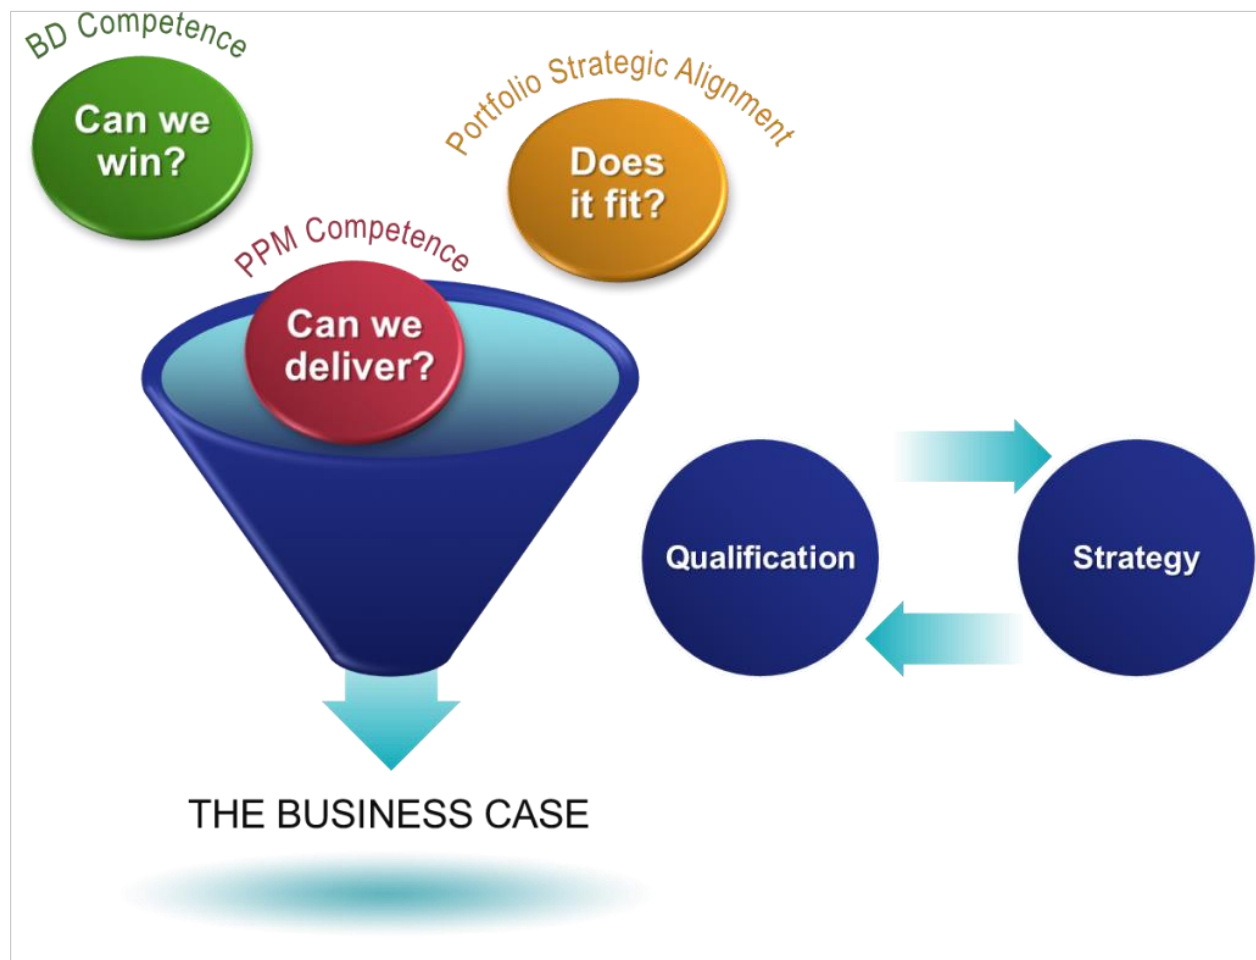 BD Competence
Can we
win?
Portfolio Strategic Alignment
Does
it fit?
PPM Competence
Can we
deliver?
Qualification
Strategy
THE BUSINESS CASE